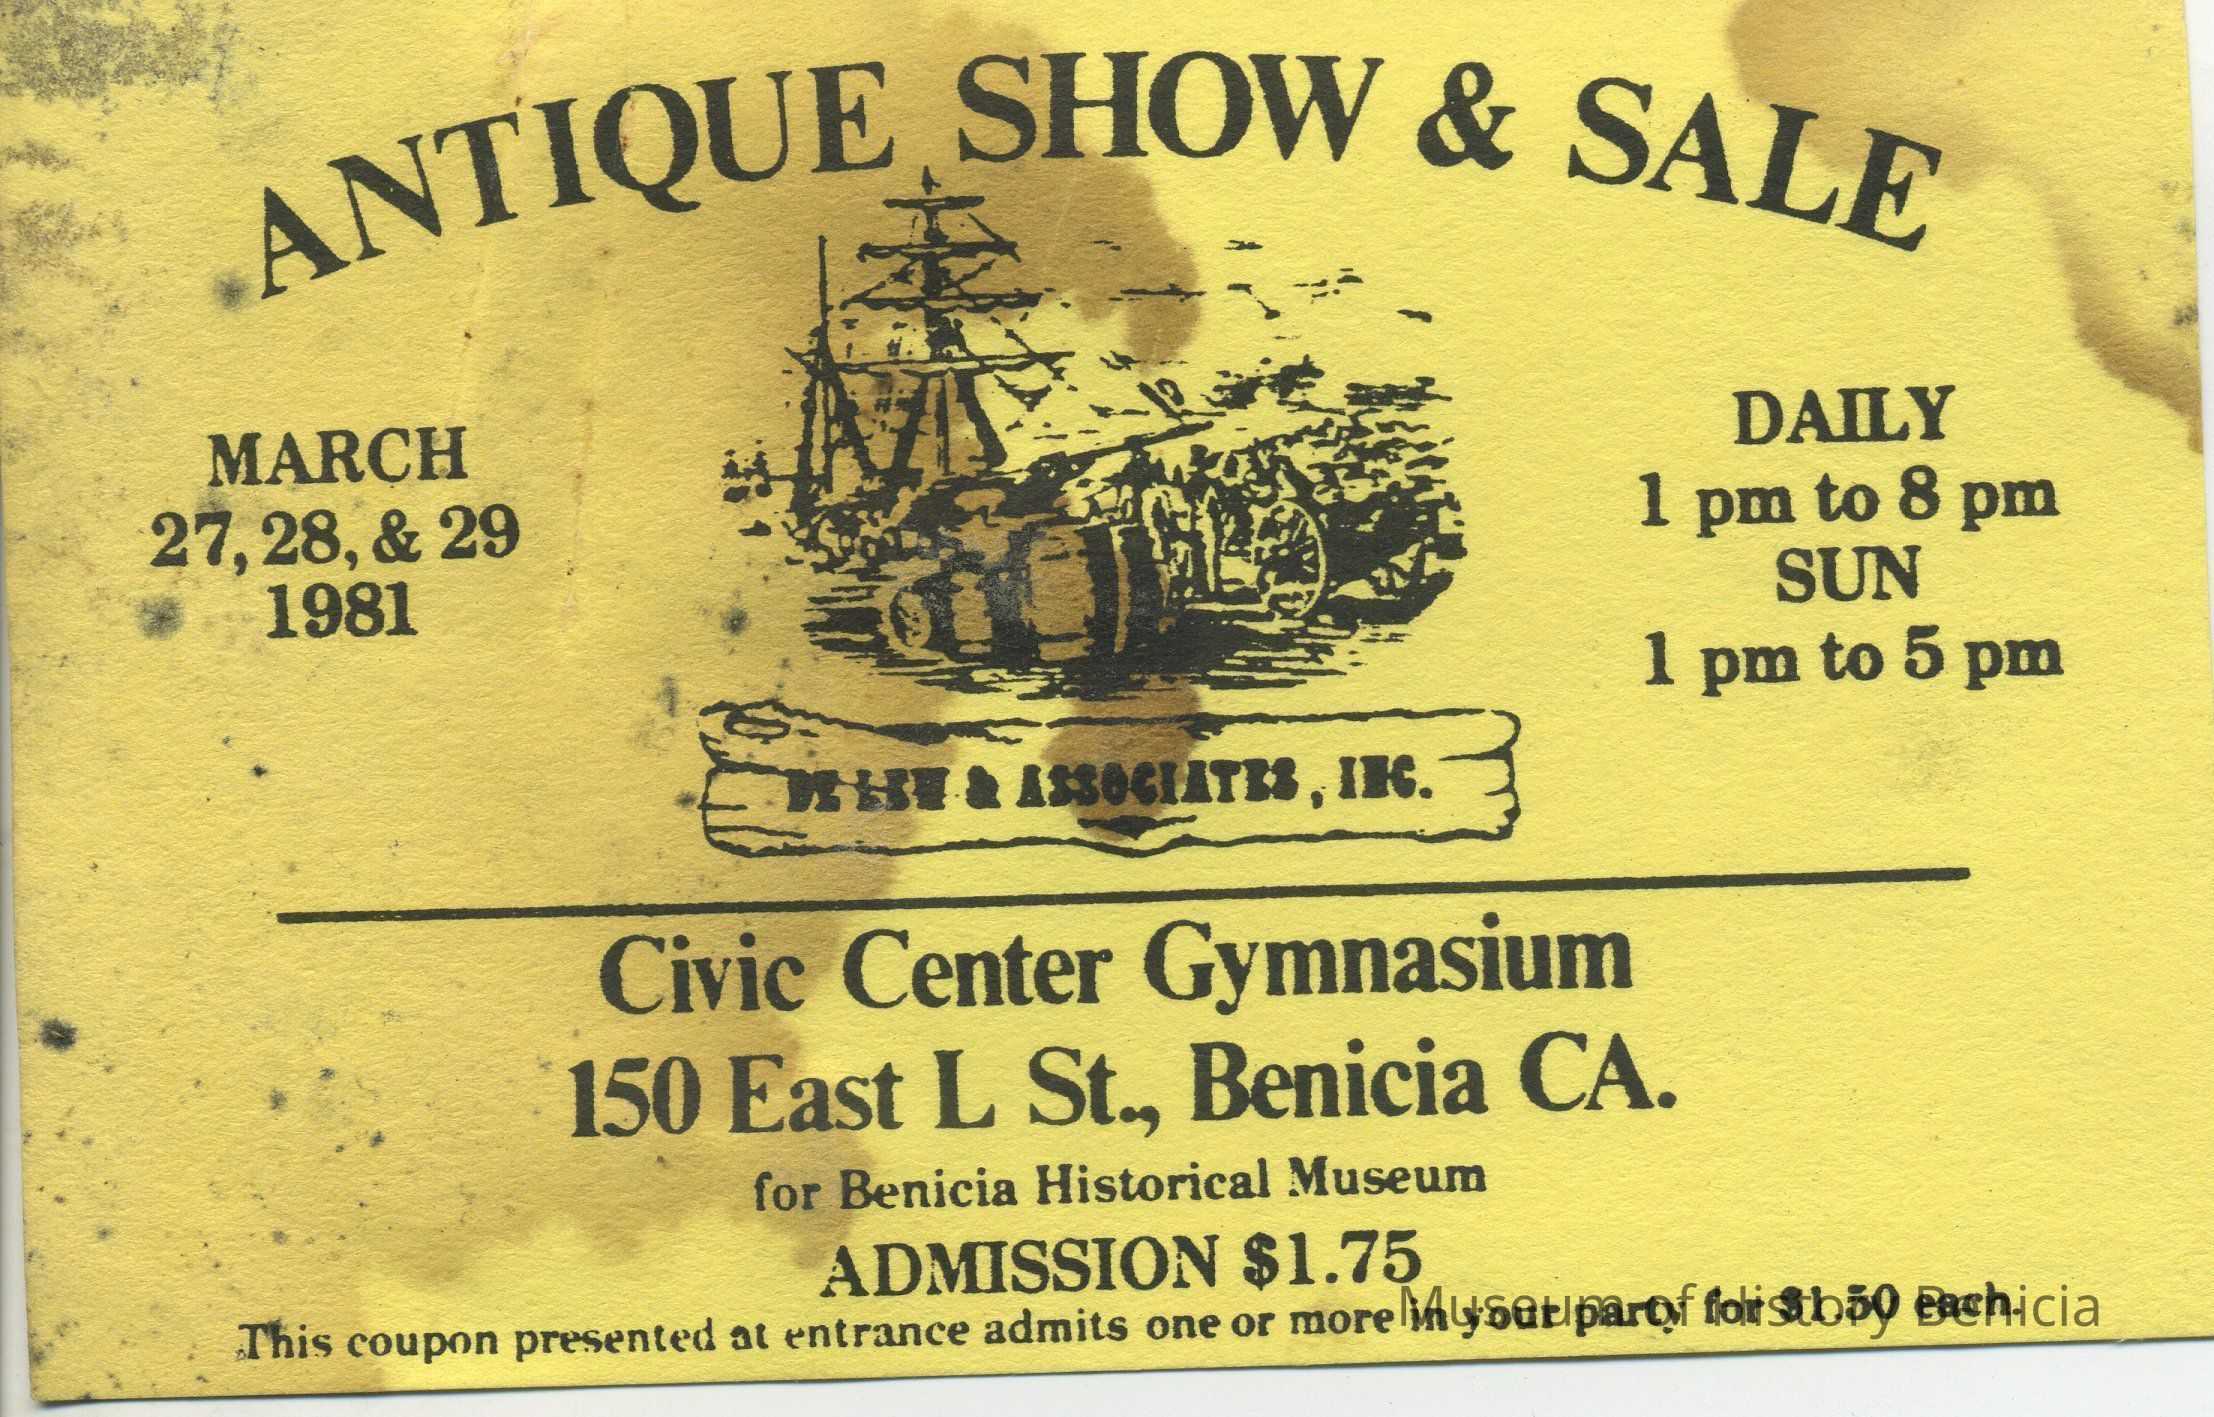 ANTIQUE SHOW & SALE
MARCH
27, 28, & 29
1981
DAILY
1 pm to 8 pm
SUN
1 pm to 5 pm
& ASSOCIATES, INC.
Civic Center Gymnasium
150 East L St., Benicia CA.
for Benicia Historical Museum
ADMISSION $1.75
This coupon presented at entrance admits one or more in your party for $1.50 each.
Museum of History Benicia